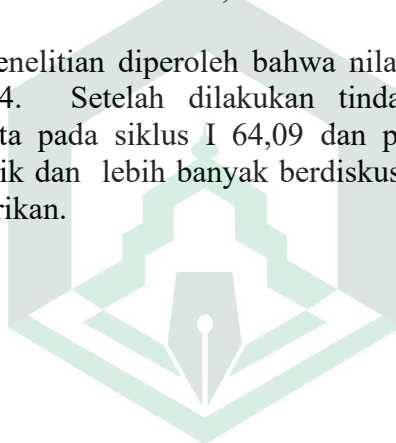 enelitian diperoleh bahwa nila
4. Setelah dilakukan tinda
ta pada siklus I 64,09 dan p
ik dan lebih banyak berdiskus
rikan.